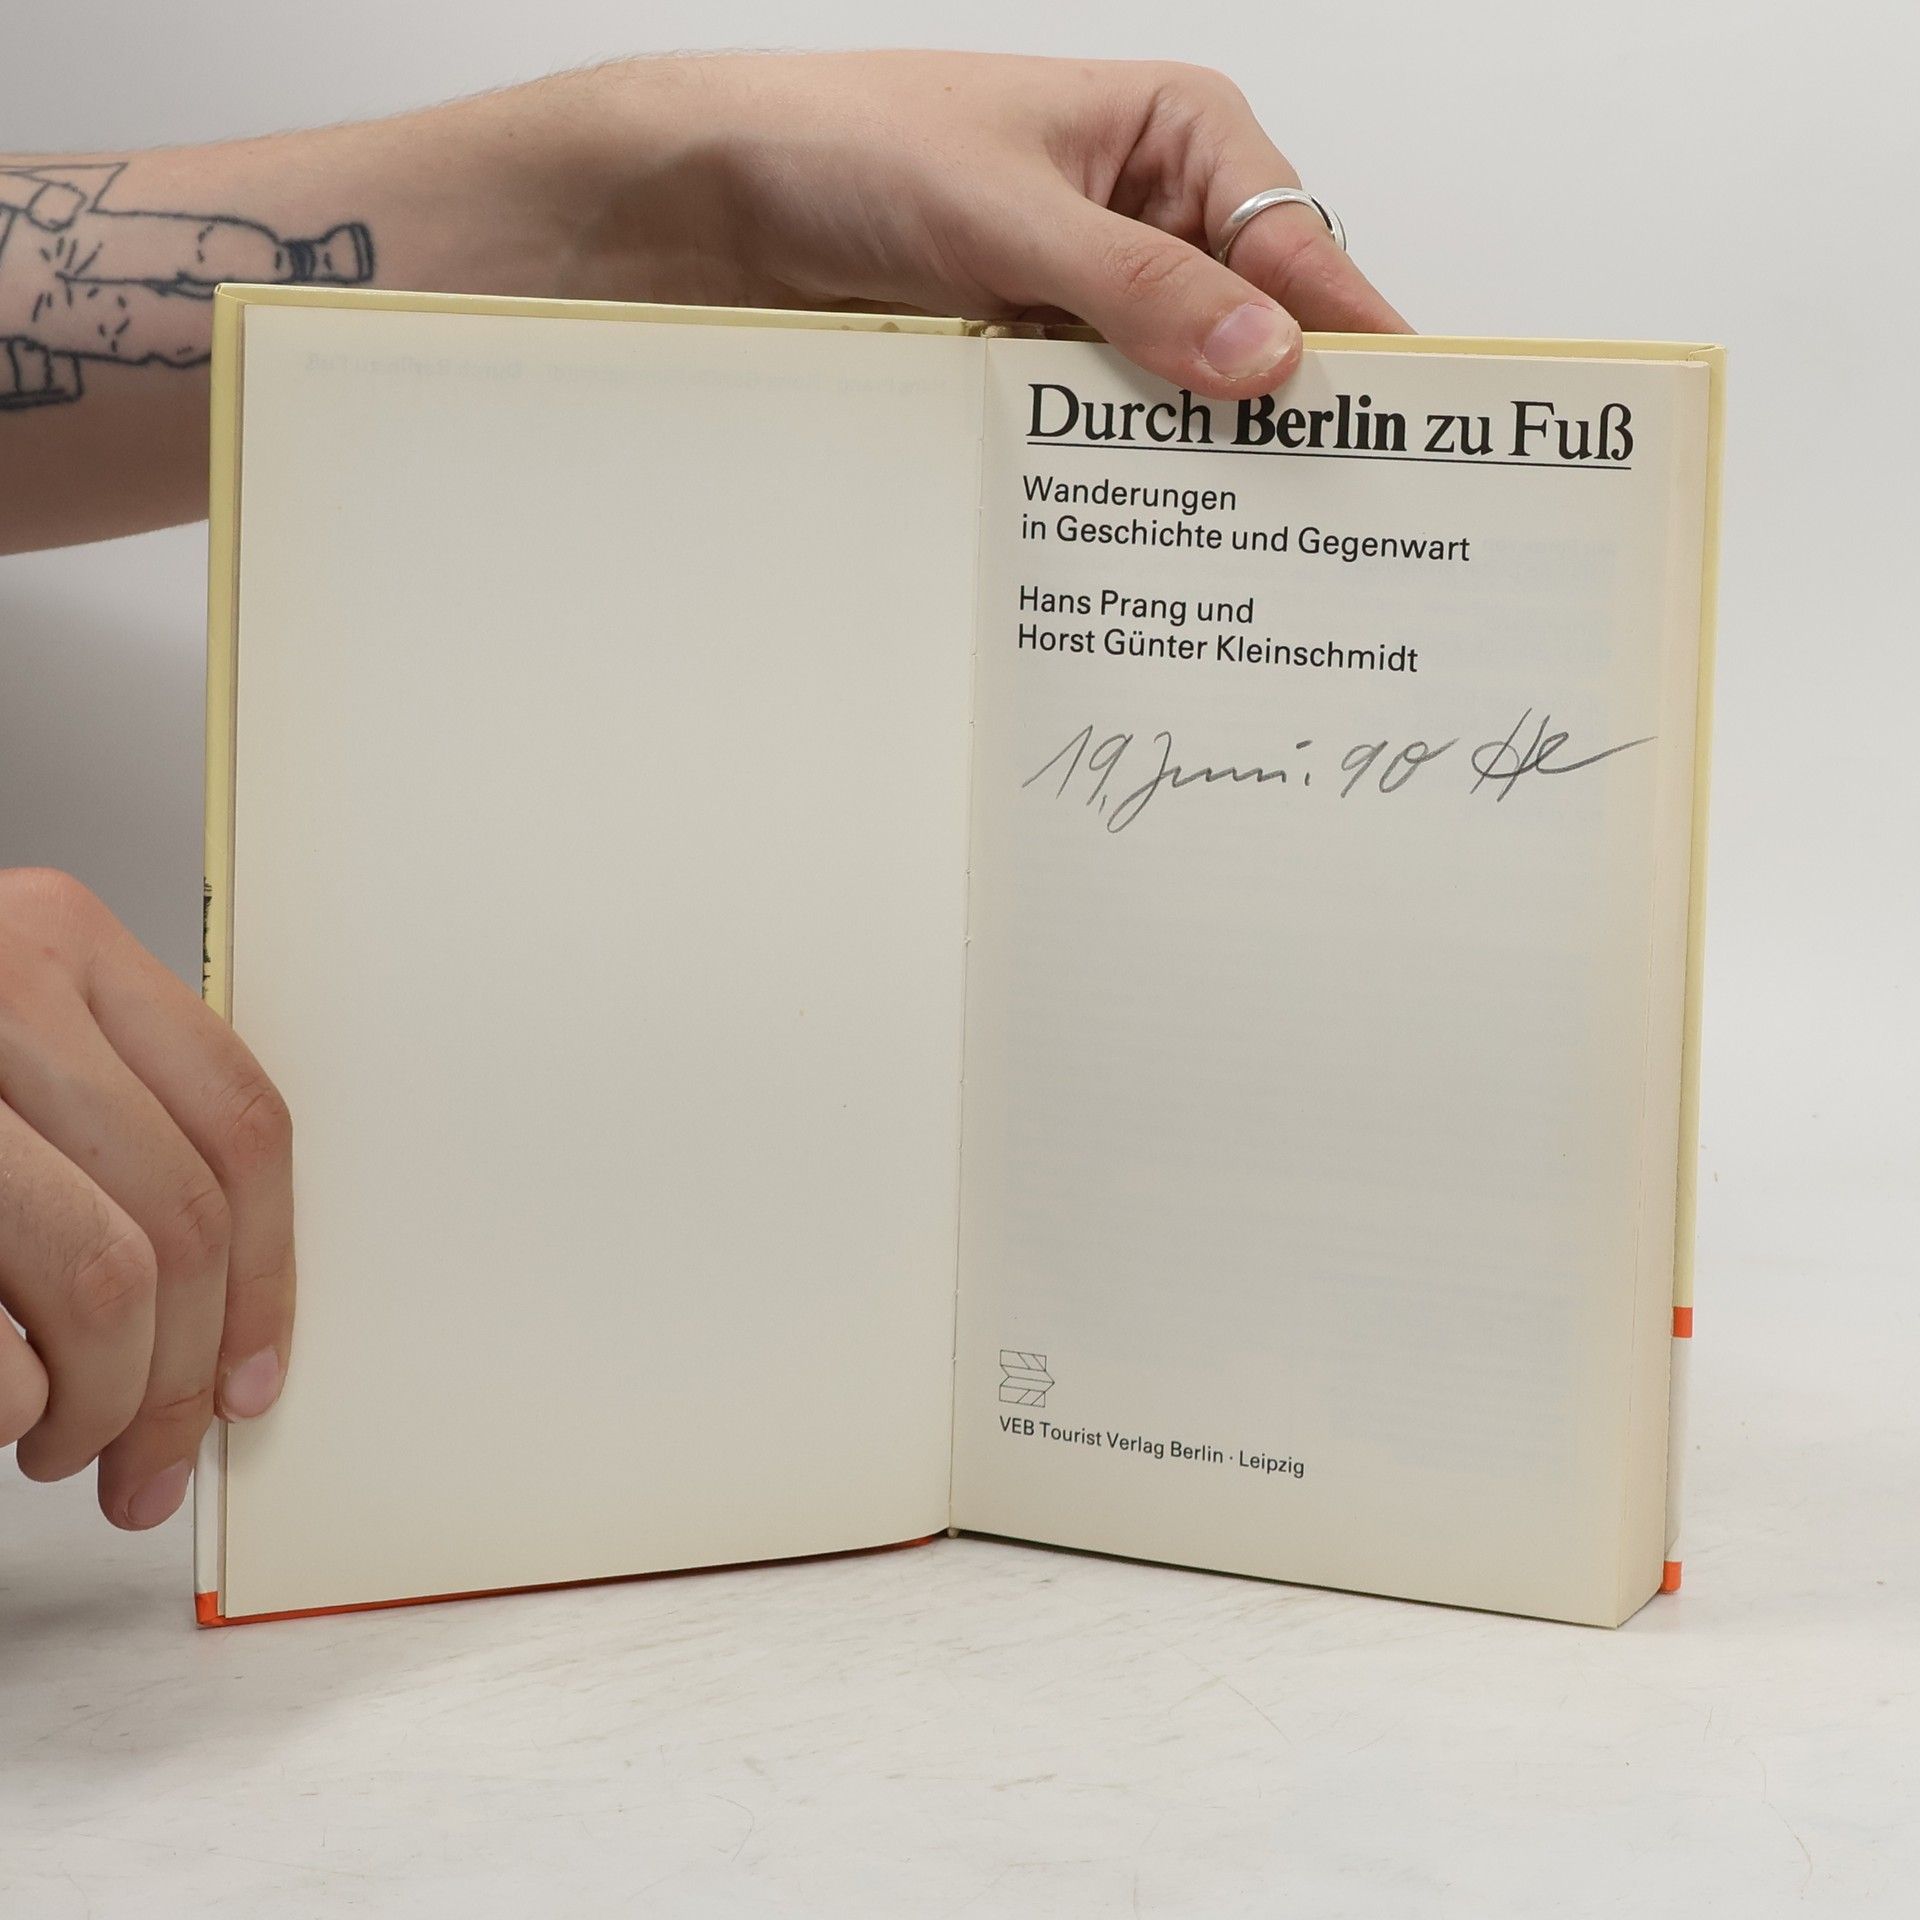 Durch Berlin zu Fuß
Wanderungen
in Geschichte und Gegenwart
Hans Prang und
Horst Günter Kleinschmidt
19. Juni. 90 He
VEB Tourist Verlag Berlin · Leipzig